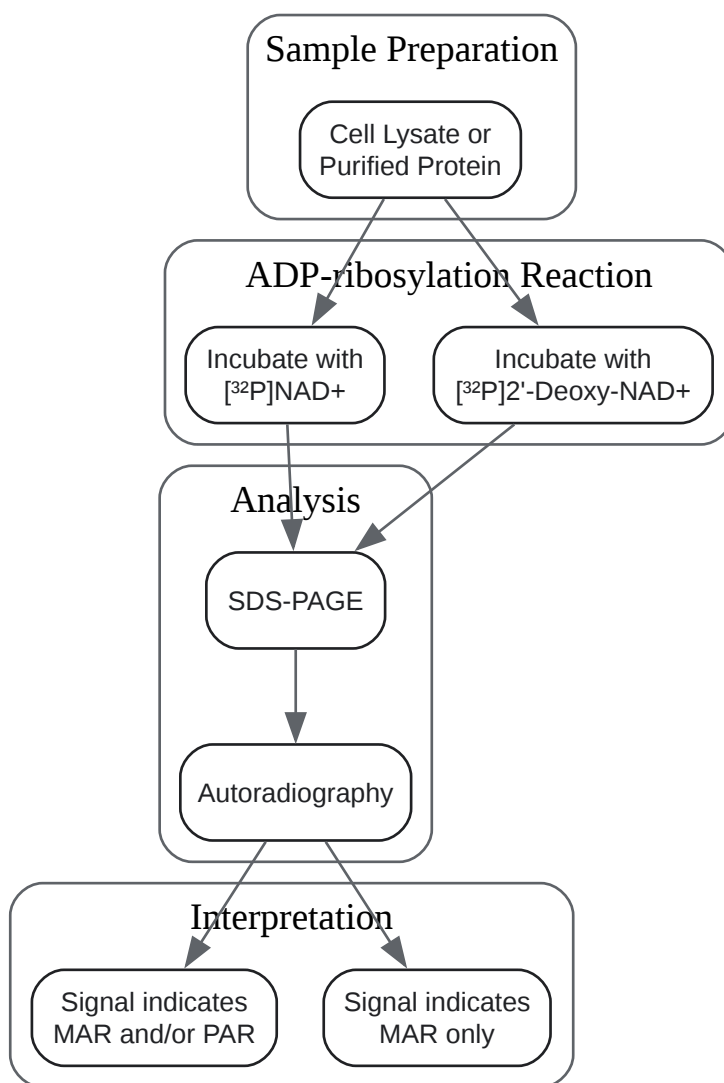 Sample Preparation
Cell Lysate or
Purified Protein
ADP-ribosylation Reaction
Incubate with
[³²P]NAD+
Incubate with
[³²P]2'-Deoxy-NAD+
Analysis
SDS-PAGE
Autoradiography
Interpretation
Signal indicates
MAR and/or PAR
Signal indicates
MAR only